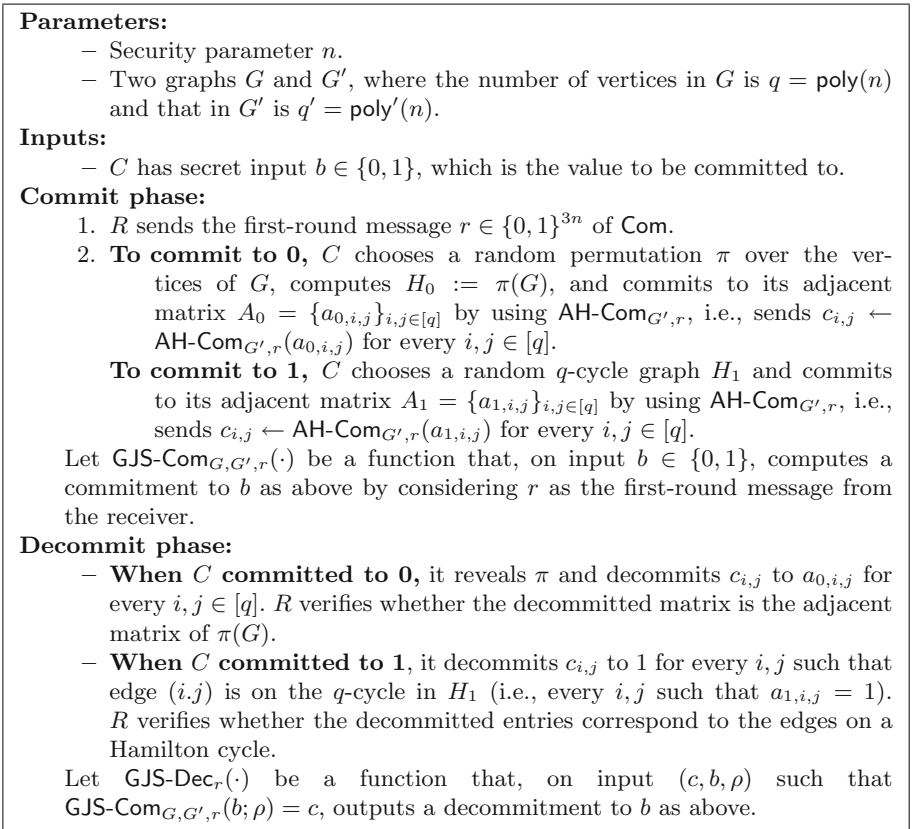 Parameters:
– Security parameter n.
– Two graphs G and G′, where the number of vertices in G is q = poly(n)
and that in G′ is q′ = poly′(n).
Inputs:
– C has secret input b ∈ {0, 1}, which is the value to be committed to.
Commit phase:
1. R sends the first-round message r ∈ {0, 1}^{3n} of Com.
2. To commit to 0, C chooses a random permutation π over the ver-
tices of G, computes H_0 := π(G), and commits to its adjacent
matrix A_0 = {a_{0,i,j}}_{i,j∈[q]} by using AH-Com_{G′,r}, i.e., sends c_{i,j} ←
AH-Com_{G′,r}(a_{0,i,j}) for every i, j ∈ [q].
To commit to 1, C chooses a random q-cycle graph H_1 and commits
to its adjacent matrix A_1 = {a_{1,i,j}}_{i,j∈[q]} by using AH-Com_{G′,r}, i.e.,
sends c_{i,j} ← AH-Com_{G′,r}(a_{1,i,j}) for every i, j ∈ [q].
Let GJS-Com_{G,G′,r}(·) be a function that, on input b ∈ {0, 1}, computes a
commitment to b as above by considering r as the first-round message from
the receiver.
Decommit phase:
– When C committed to 0, it reveals π and decommits c_{i,j} to a_{0,i,j} for
every i, j ∈ [q]. R verifies whether the decommitted matrix is the adjacent
matrix of π(G).
– When C committed to 1, it decommits c_{i,j} to 1 for every i, j such that
edge (i.j) is on the q-cycle in H_1 (i.e., every i, j such that a_{1,i,j} = 1).
R verifies whether the decommitted entries correspond to the edges on a
Hamilton cycle.
Let GJS-Dec_r(·) be a function that, on input (c, b, ρ) such that
GJS-Com_{G,G′,r}(b; ρ) = c, outputs a decommitment to b as above.